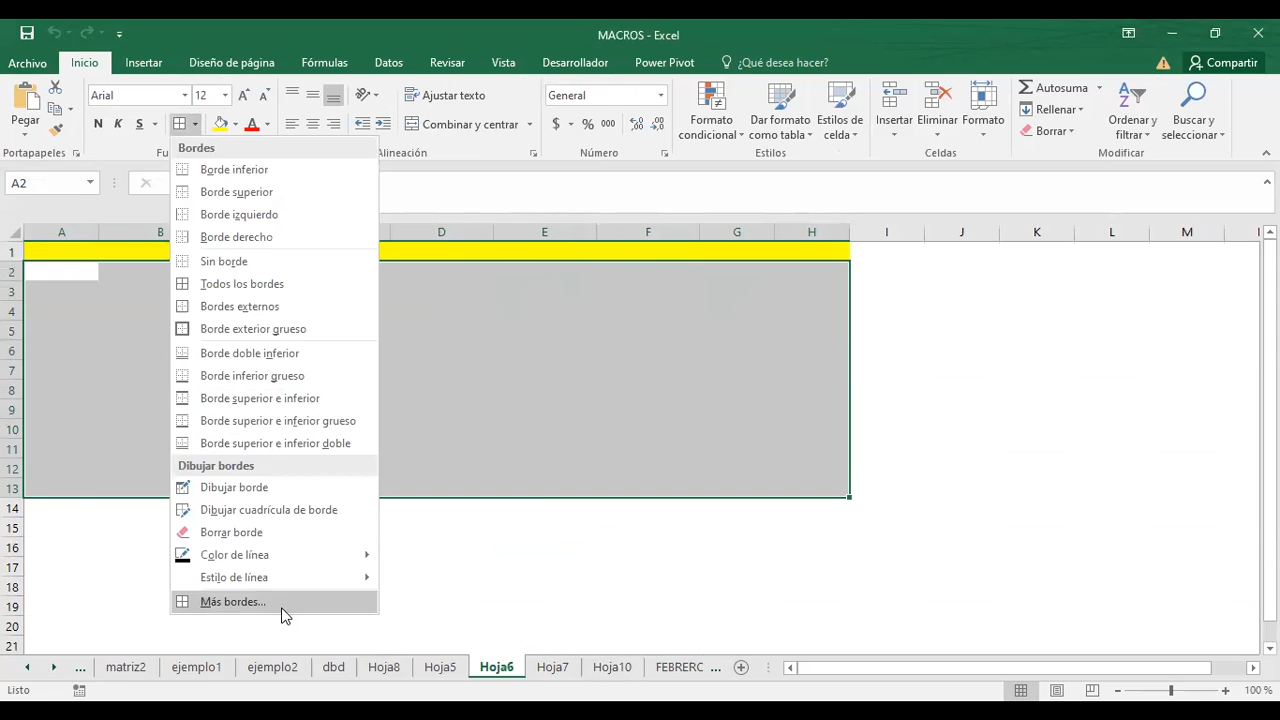 MACROS - Excel
Archivo Inicio Insertar Diseño de página Fórmulas Datos Revisar Vista Desarrollador Power Pivot ¿Qué desea hacer? Compartir
Pegar
Portapapeles
Arial 12
N K S
Fu
Ajustar texto
Combinar y centrar
Alineación
General
$ % 000
Número
Formato condicional
Dar formato como tabla
Estilos de celda
Estilos
Insertar
Eliminar
Formato
Celdas
Autosuma
Rellenar
Borrar
Ordenar y filtrar
Buscar y seleccionar
Modificar
A2
Bordes
Borde inferior
Borde superior
Borde izquierdo
Borde derecho
Sin borde
Todos los bordes
Bordes externos
Borde exterior grueso
Borde doble inferior
Borde inferior grueso
Borde superior e inferior
Borde superior e inferior grueso
Borde superior e inferior doble
Dibujar bordes
Dibujar borde
Dibujar cuadrícula de borde
Borrar borde
Color de línea
Estilo de línea
Más bordes...
A B D E F G H I J K L M
1
2
3
4
5
6
7
8
9
10
11
12
13
14
15
16
17
18
19
20
21
... matriz2 ejemplo1 ejemplo2 dbd Hoja8 Hoja5 Hoja6 Hoja7 Hoja10 FEBRERC ...
Listo 100 %